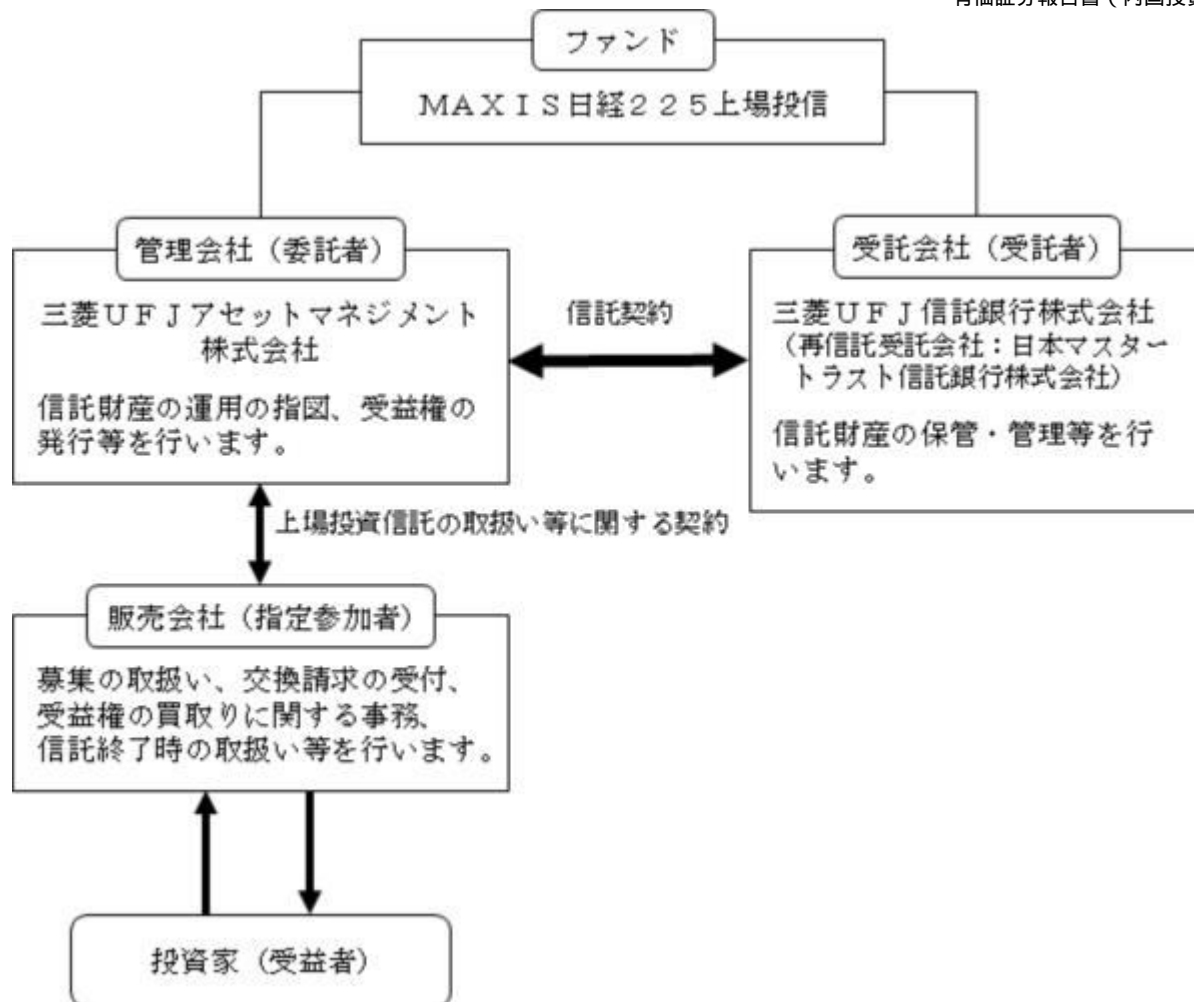 ファンド
MAXIS日経225上場投信
管理会社（委託者）
三菱UFJアセットマネジメント
株式会社
信託財産の運用の指図、受益権の
発行等を行います。
信託契約
受託会社（受託者）
三菱UFJ信託銀行株式会社
（再信託受託会社：日本マスター
トラスト信託銀行株式会社）
信託財産の保管・管理等を行
います。
上場投資信託の取扱い等に関する契約
販売会社（指定参加者）
募集の取扱い、交換請求の受付、
受益権の買取りに関する事務、
信託終了時の取扱い等を行います。
投資家（受益者）